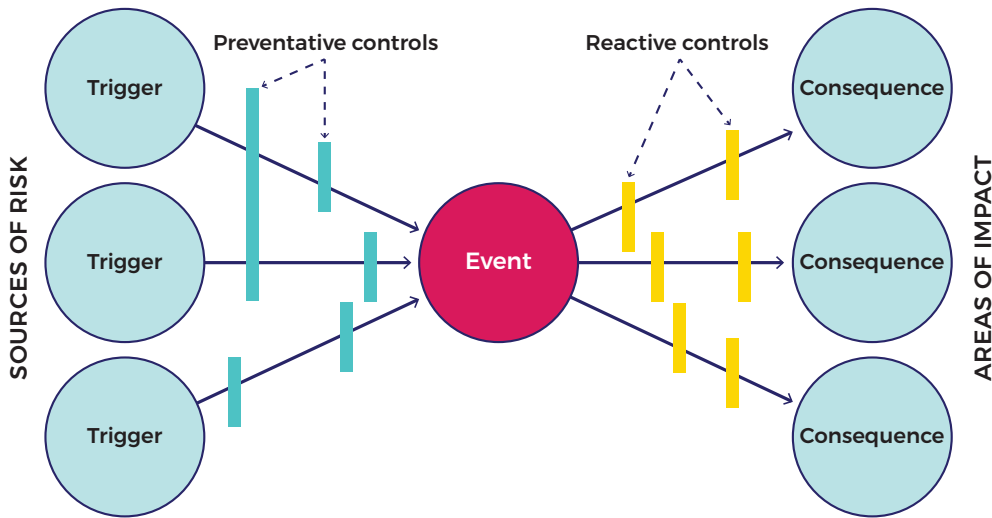 Preventative controls
Reactive controls
SOURCES OF RISK
Trigger
Trigger
Trigger
Event
Consequence
Consequence
Consequence
AREAS OF IMPACT